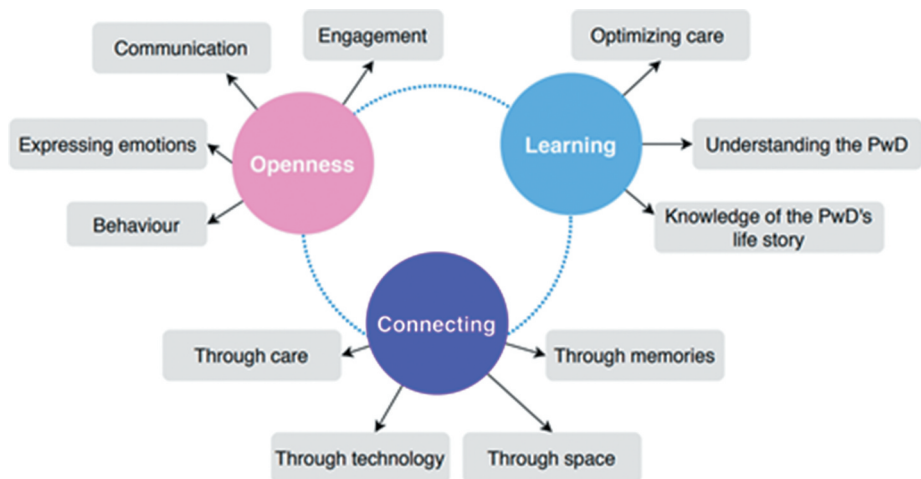 Engagement
Communication
Optimizing care
Expressing emotions
Openness
Learning
Understanding the PwD
Behaviour
Knowledge of the PwD's
life story
Connecting
Through care
Through memories
Through technology
Through space